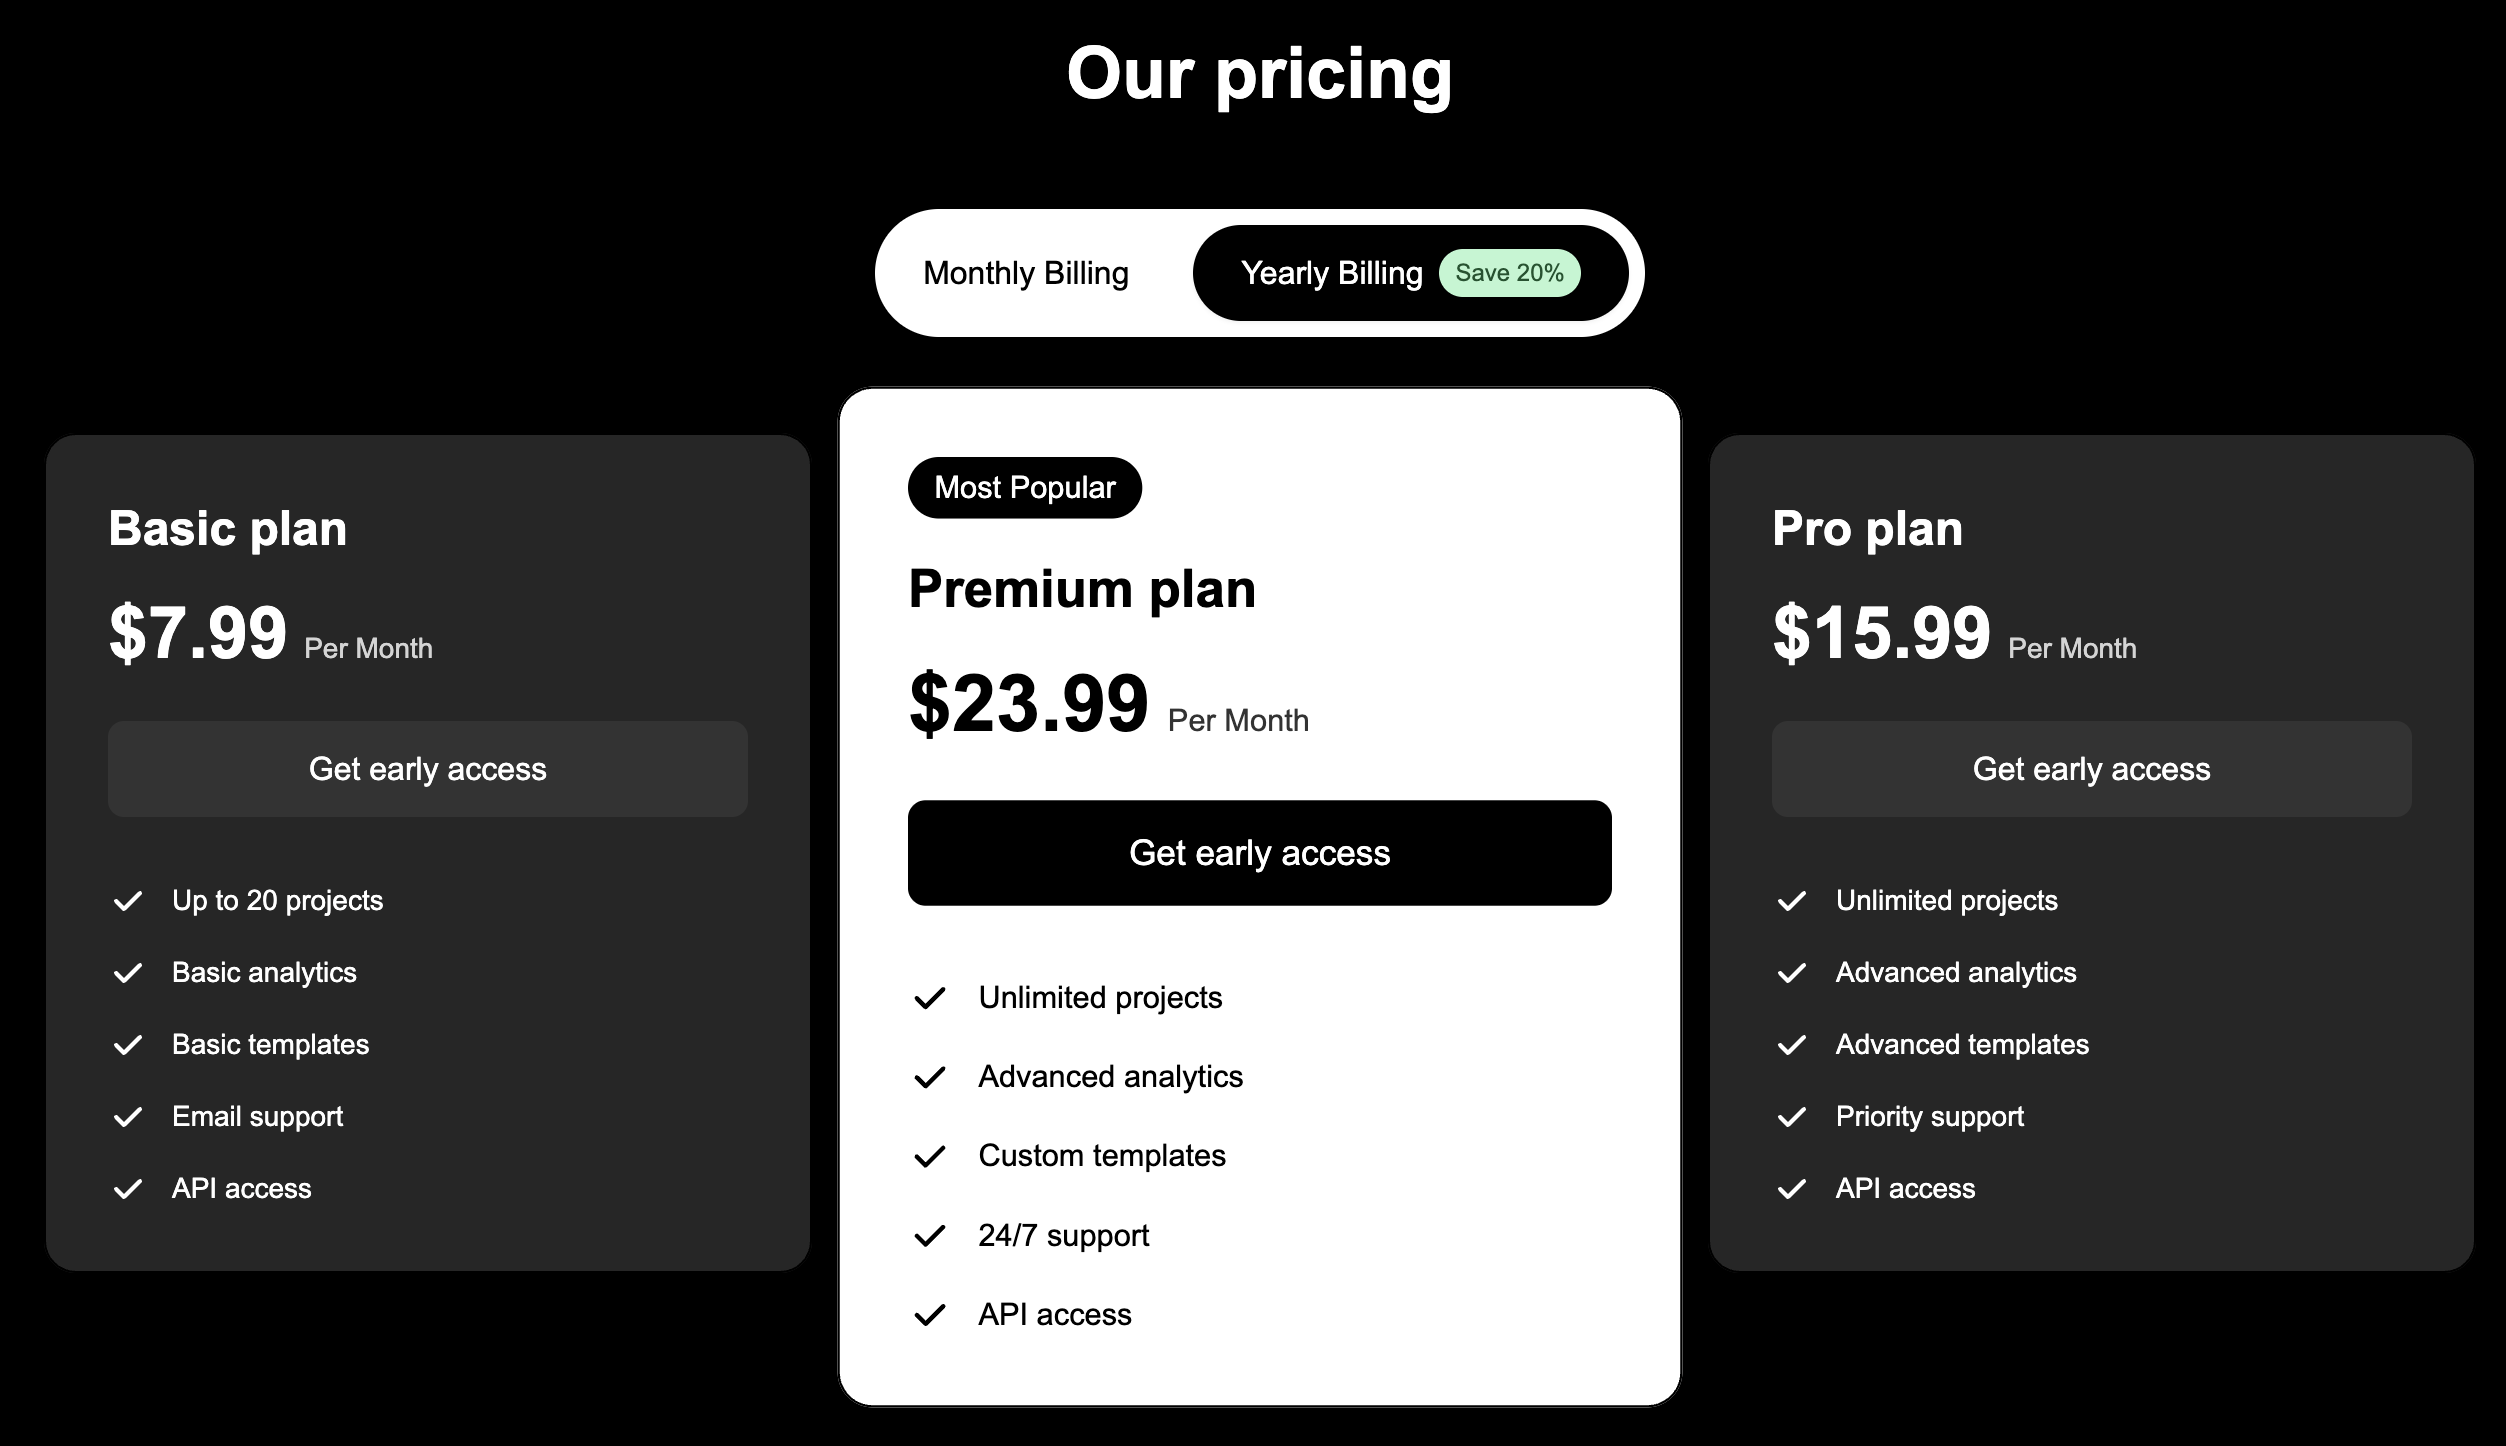 Our pricing
Monthly Billing
Yearly Billing Save 20%
Basic plan
$7.99 Per Month
Get early access
Up to 20 projects
Basic analytics
Basic templates
Email support
API access
Most Popular
Premium plan
$23.99 Per Month
Get early access
Unlimited projects
Advanced analytics
Custom templates
24/7 support
API access
Pro plan
$15.99 Per Month
Get early access
Unlimited projects
Advanced analytics
Advanced templates
Priority support
API access